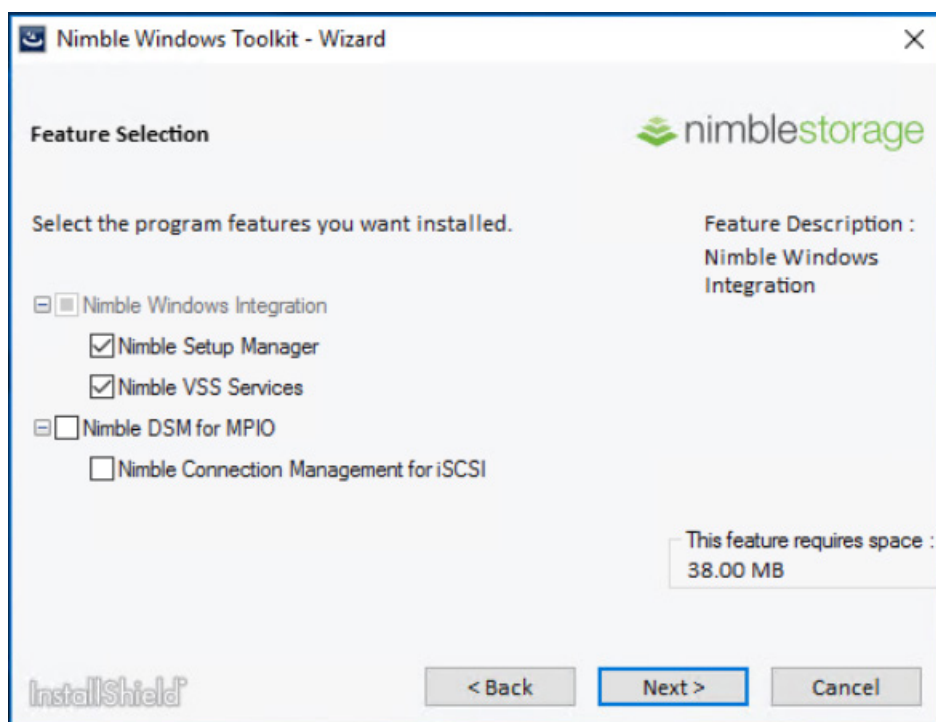 Nimble Windows Toolkit - Wizard
Feature Selection
nimblestorage
Select the program features you want installed.
Feature Description :
Nimble Windows
Integration
Nimble Windows Integration
Nimble Setup Manager
Nimble VSS Services
Nimble DSM for MPIO
Nimble Connection Management for iSCSI
This feature requires space :
38.00 MB
InstallShield
< Back
Next >
Cancel